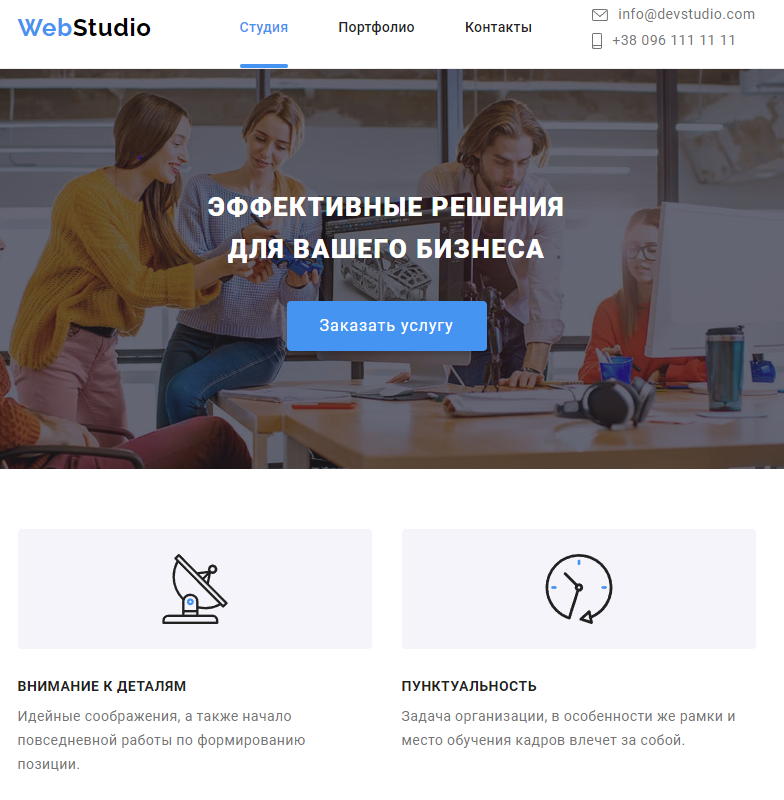 WebStudio
Студия
Портфолио
Контакты
info@devstudio.com
+38 096 111 11 11
ЭФФЕКТИВНЫЕ РЕШЕНИЯ
ДЛЯ ВАШЕГО БИЗНЕСА
Заказать услугу
ВНИМАНИЕ К ДЕТАЛЯМ
Идейные соображения, а также начало
повседневной работы по формированию
позиции.
ПУНКТУАЛЬНОСТЬ
Задача организации, в особенности же рамки и
место обучения кадров влечет за собой.